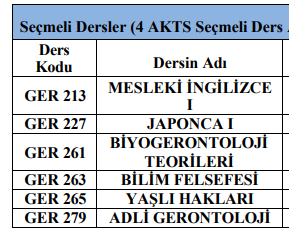 Seçmeli Dersler (4 AKTS Seçmeli Ders
Ders
Kodu
Dersin Adı
GER 213
MESLEKİ İNGİLİZCE
I
GER 227
JAPONCA I
GER 261
BİYOGERONTOLOJİ
TEORİLERİ
GER 263
BİLİM FELSEFESİ
GER 265
YAŞLI HAKLARI
GER 279
ADLİ GERONTOLOJİ